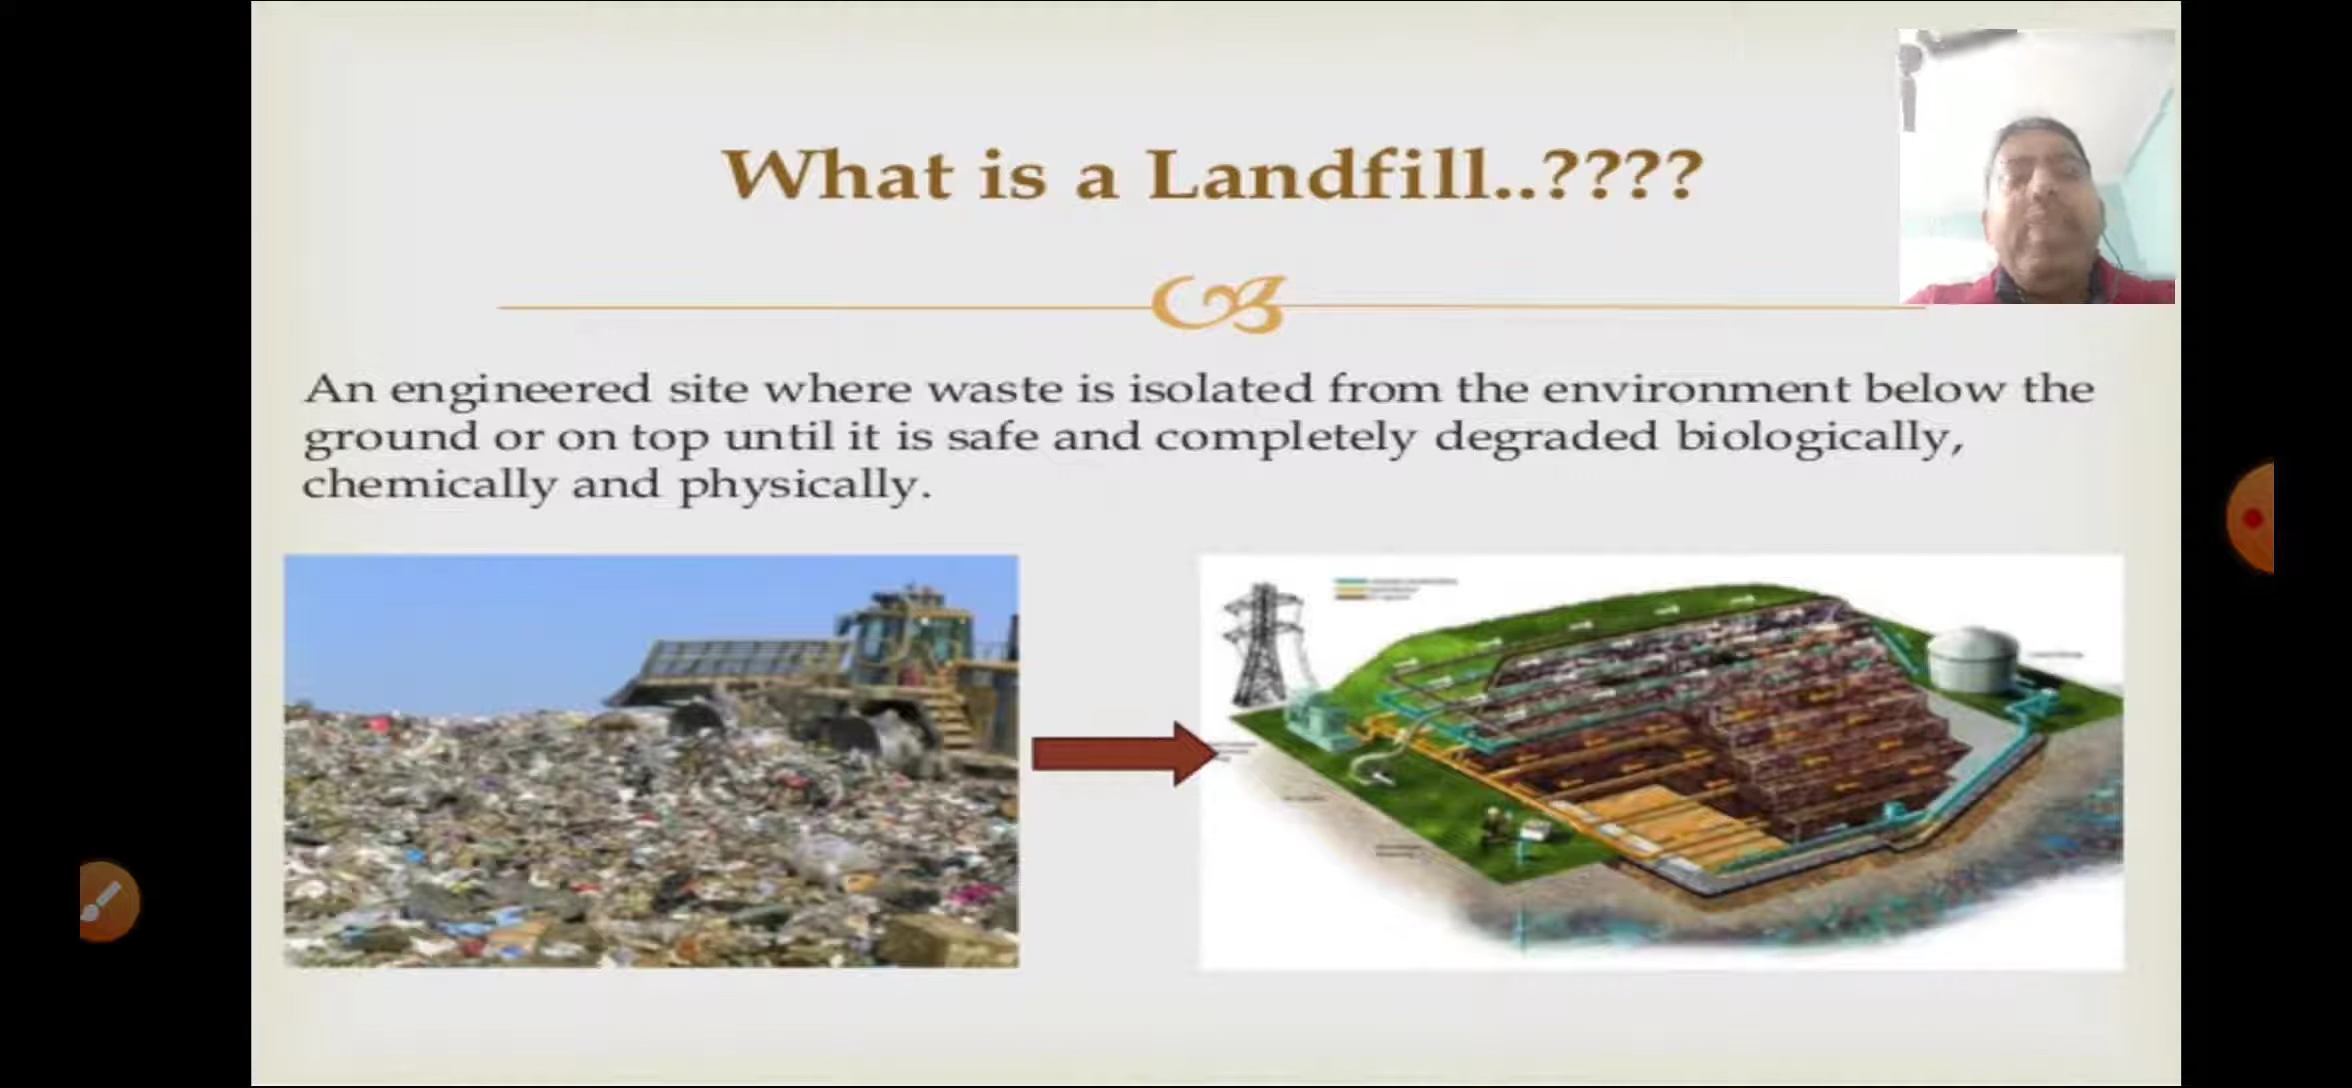 What is a Landfill..????
An engineered site where waste is isolated from the environment below the
ground or on top until it is safe and completely degraded biologically,
chemically and physically.